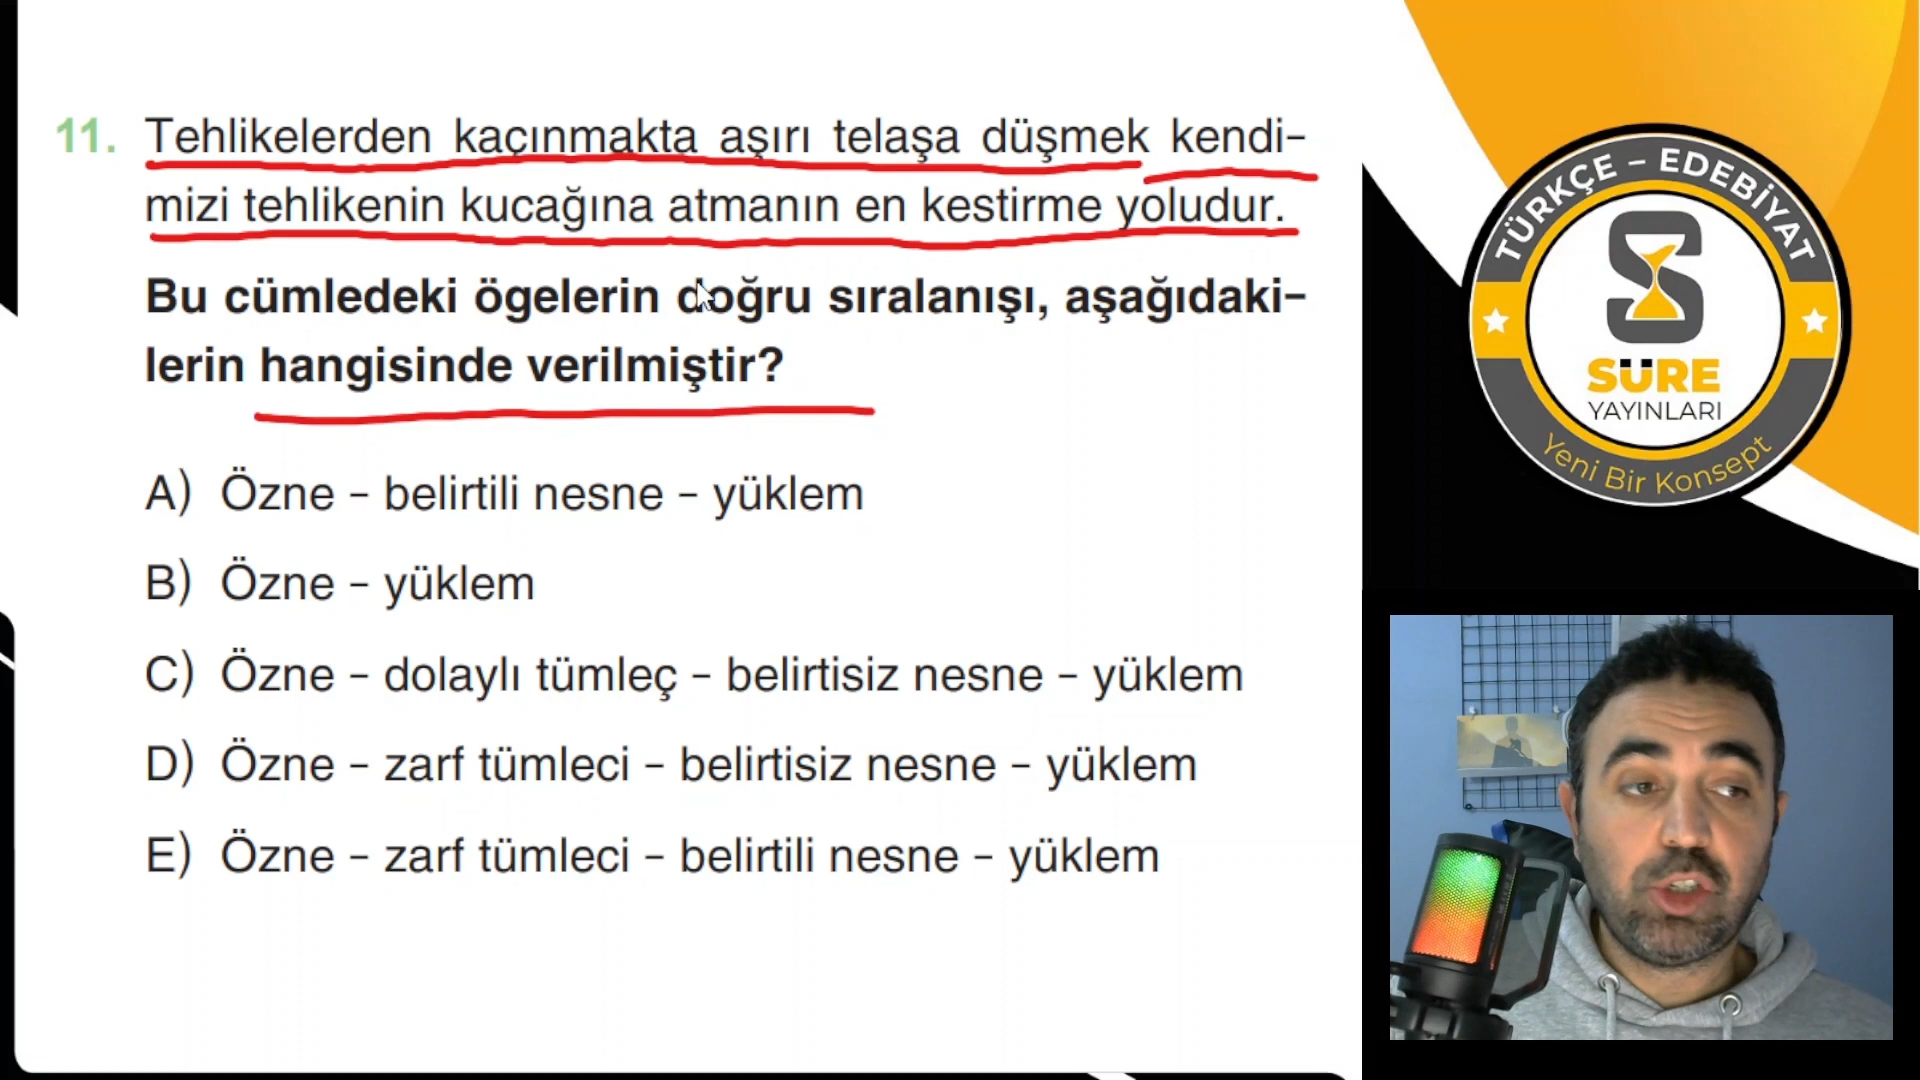 11. Tehlikelerden kaçınmakta aşırı telaşa düşmek kendi-
mizi tehlikenin kucağına atmanın en kestirme yoludur.
Bu cümledeki ögelerin doğru sıralanışı, aşağıdaki-
lerin hangisinde verilmiştir?
A) Özne - belirtili nesne - yüklem
B) Özne - yüklem
C) Özne - dolaylı tümleç - belirtisiz nesne - yüklem
D) Özne - zarf tümleci - belirtisiz nesne - yüklem
E) Özne - zarf tümleci - belirtili nesne - yüklem
TÜRKÇE - EDEBİYAT
SÜRE
YAYINLARI
Yeni Bir Konsept